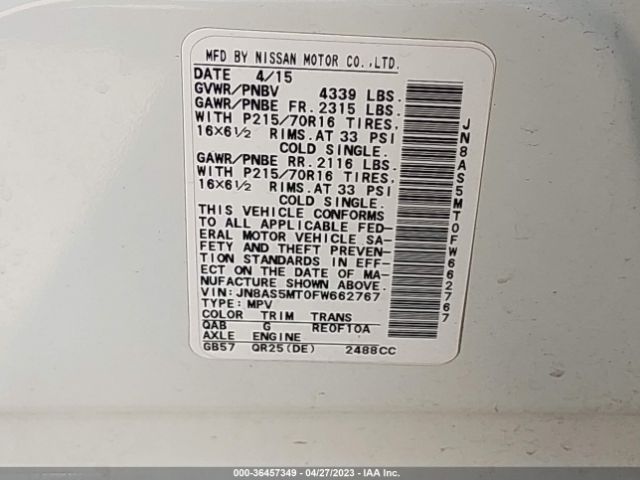 MFD BY NISSAN MOTOR CO.,LTD.
DATE 4/15
GVWR/PNBV 4339 LBS.
GAWR/PNBE FR. 2315 LBS.
WITH P215/70R16 TIRES.
16×6½ RIMS. AT 33 PSI
COLD SINGLE.
GAWR/PNBE RR. 2116 LBS.
WITH P215/70R16 TIRES.
16×6½ RIMS. AT 33 PSI
COLD SINGLE.
THIS VEHICLE CONFORMS
TO ALL APPLICABLE FED-
ERAL MOTOR VEHICLE SA-
FETY AND THEFT PREVEN-
TION STANDARDS IN EFF-
ECT ON THE DATE OF MA-
NUFACTURE SHOWN ABOVE.
VIN: JN8AS5MT0FW662767
TYPE: MPV
COLOR TRIM TRANS
QAB G RE0F10A
AXLE ENGINE
GB57 QR25(DE) 2488CC
JN8AS5MT0FW662767
000-36457349 - 04/27/2023 - IAA Inc.